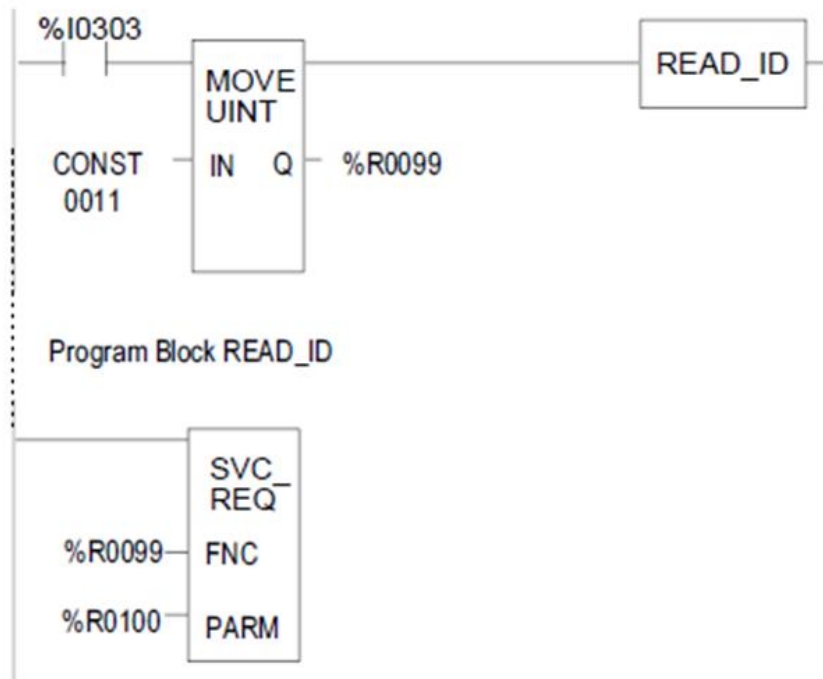 %I0303
MOVE
UINT
READ_ID
CONST
0011
IN Q
%R0099
Program Block READ_ID
SVC_
REQ
%R0099
FNC
%R0100
PARM